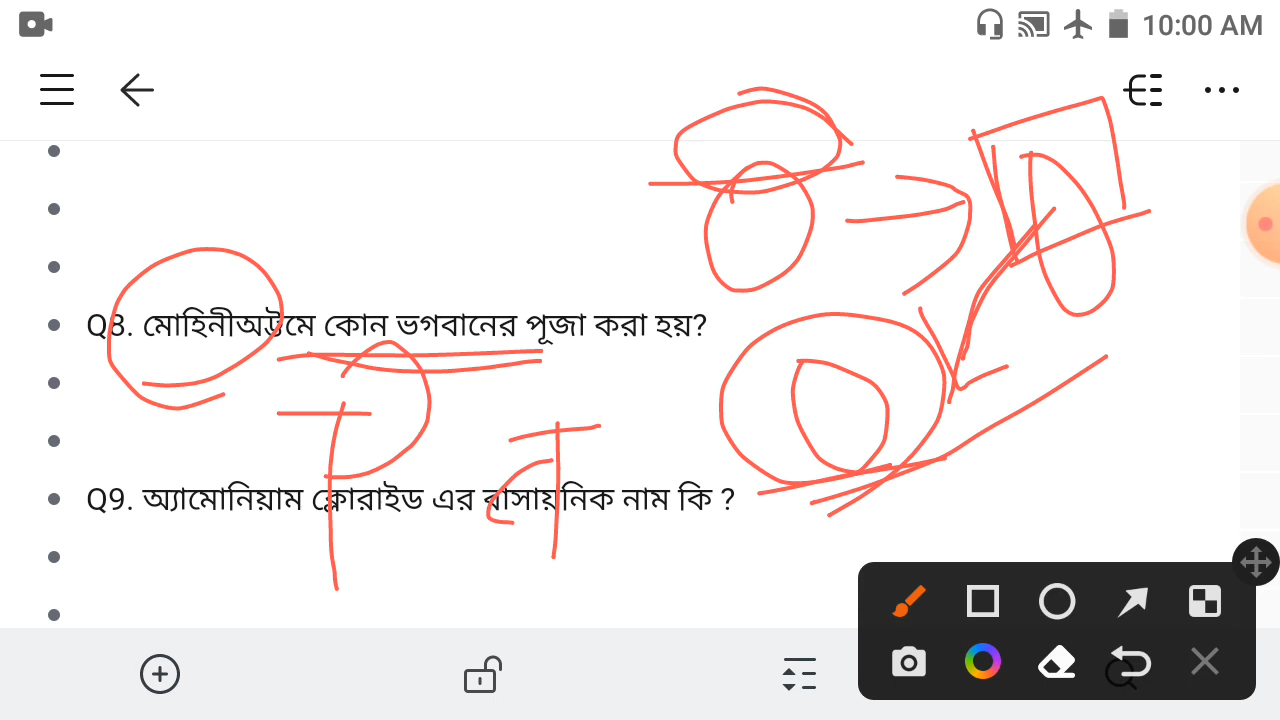 10:00 AM
Q8. মোহিনীঅট্টমে কোন ভগবানের পূজা করা হয়?
Q9. অ্যামোনিয়াম ক্লোরাইড এর রাসায়নিক নাম কি ?